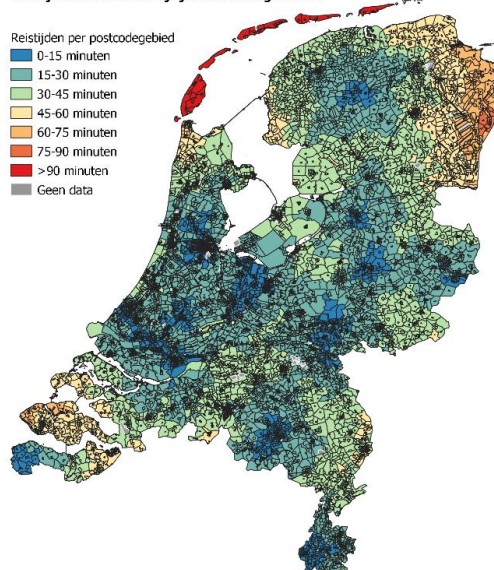 Reistijden per postcodegebied
0-15 minuten
15-30 minuten
30-45 minuten
45-60 minuten
60-75 minuten
75-90 minuten
>90 minuten
Geen data